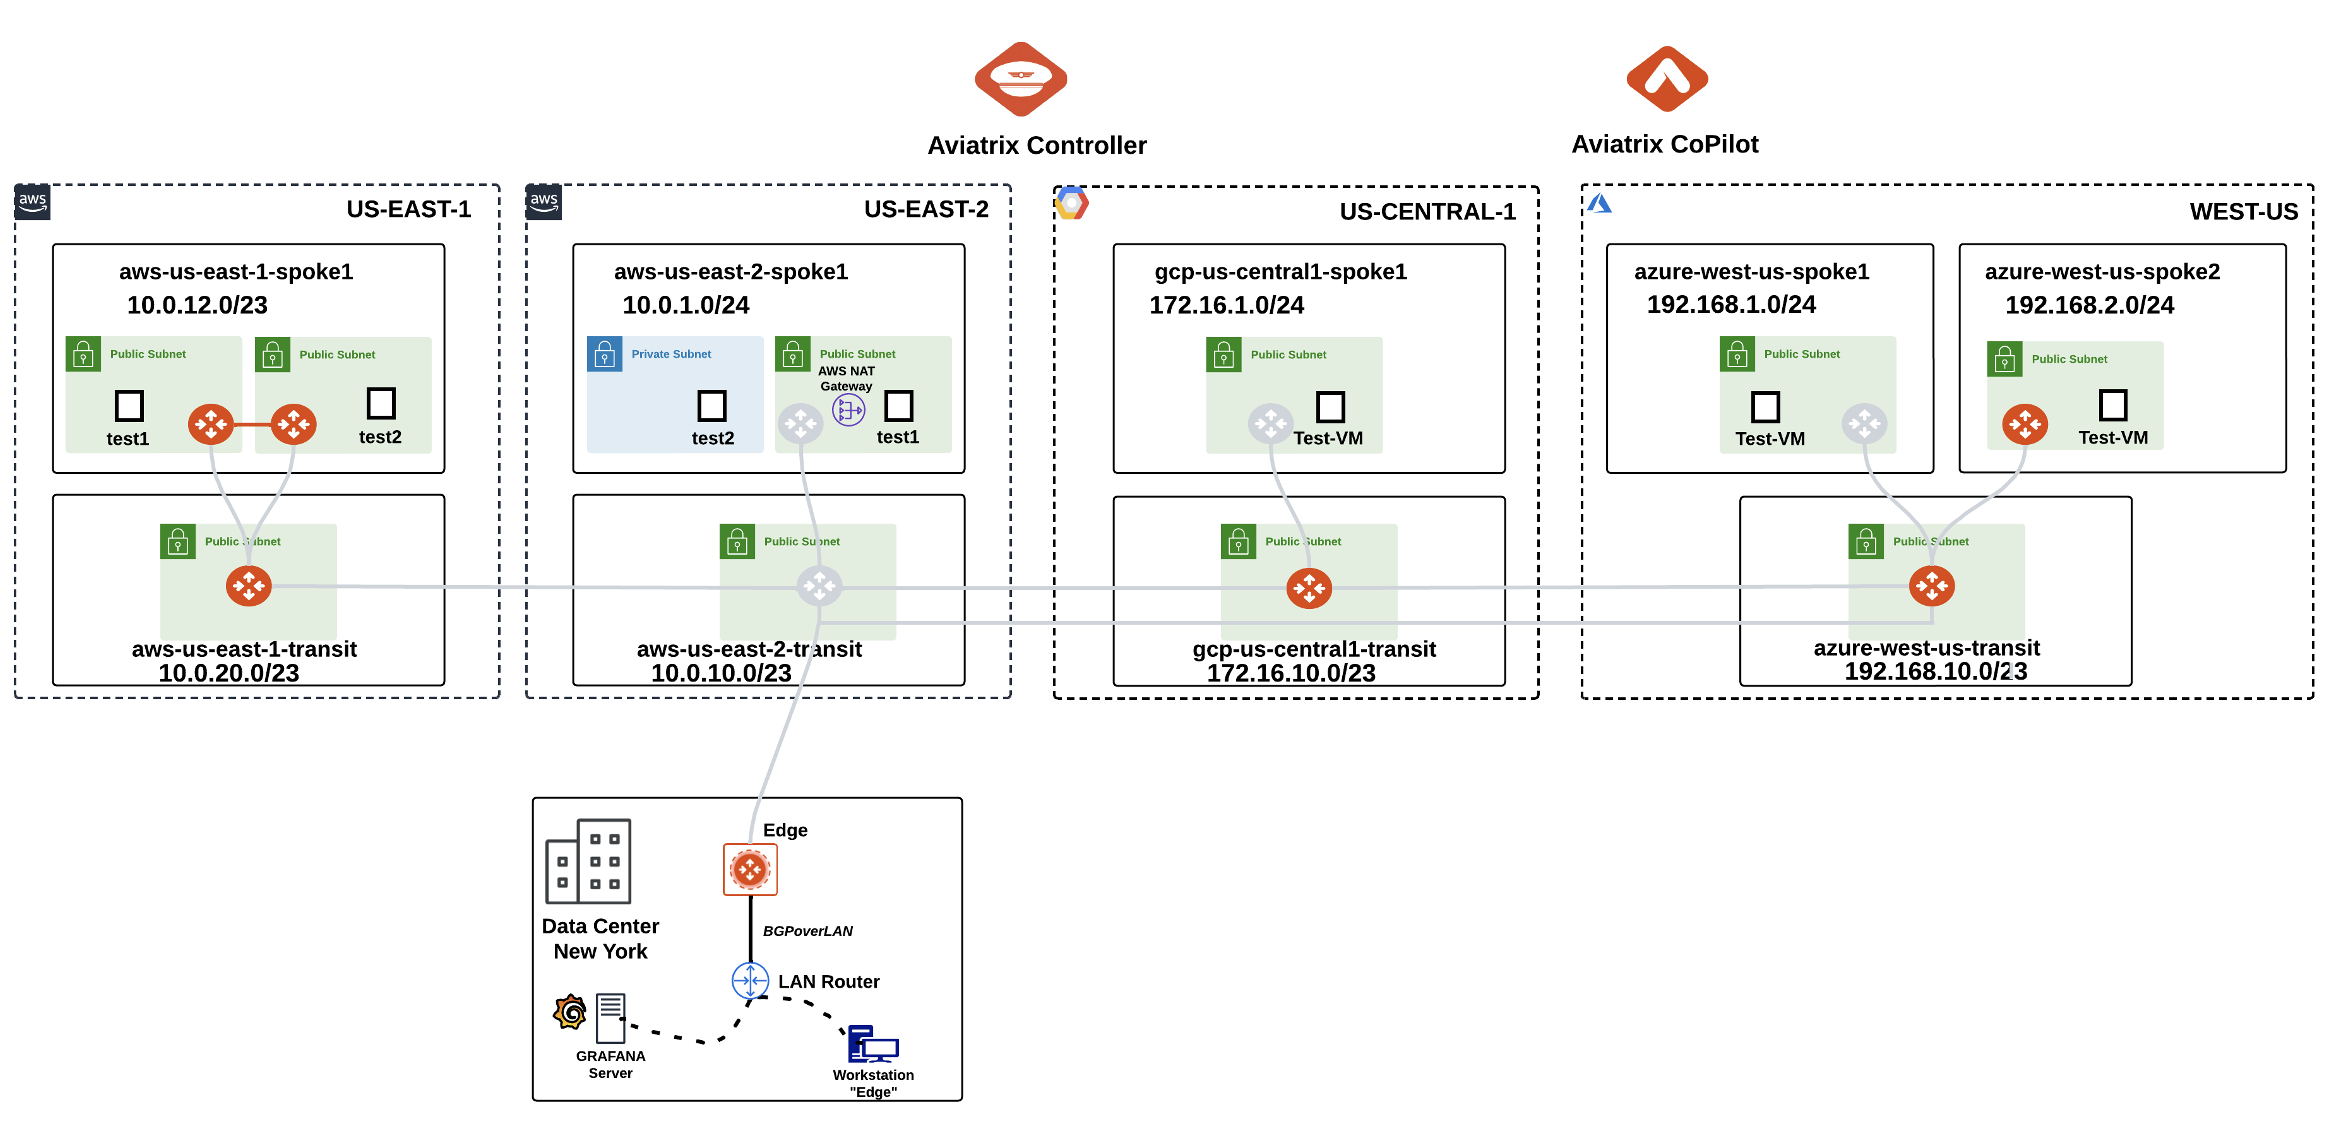 Aviatrix Controller
Aviatrix CoPilot
aws
US-EAST-1
aws-us-east-1-spoke1
10.0.12.0/23
Public Subnet
test1
Public Subnet
test2
Public Subnet
aws-us-east-1-transit
10.0.20.0/23
aws
US-EAST-2
aws-us-east-2-spoke1
10.0.1.0/24
Private Subnet
test2
Public Subnet
AWS NAT
Gateway
test1
Public Subnet
aws-us-east-2-transit
10.0.10.0/23
US-CENTRAL-1
gcp-us-central1-spoke1
172.16.1.0/24
Public Subnet
Test-VM
Public Subnet
gcp-us-central1-transit
172.16.10.0/23
WEST-US
azure-west-us-spoke1
192.168.1.0/24
Public Subnet
Test-VM
azure-west-us-spoke2
192.168.2.0/24
Public Subnet
Test-VM
Public Subnet
azure-west-us-transit
192.168.10.0/23
Edge
Data Center
New York
BGPoverLAN
LAN Router
GRAFANA
Server
Workstation
"Edge"